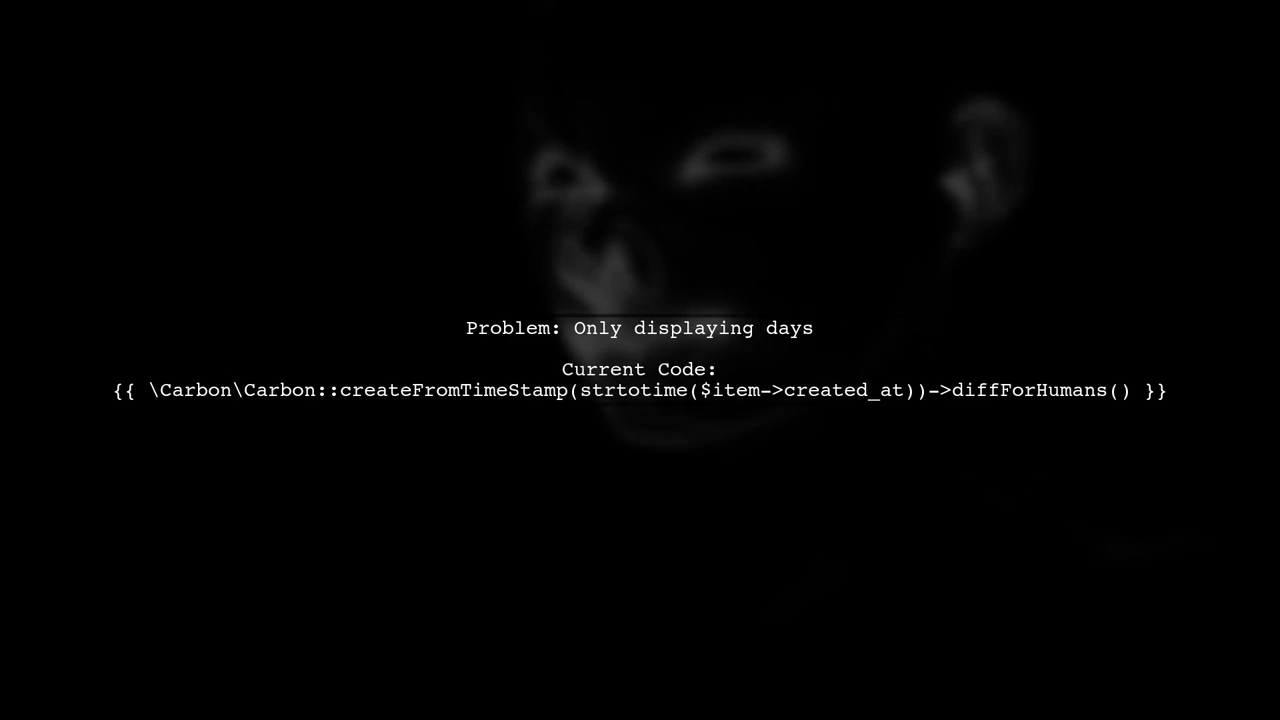 Problem: Only displaying days
Current Code:
{{ \Carbon\Carbon::createFromTimeStamp(strtotime($item->created_at))->diffForHumans() }}